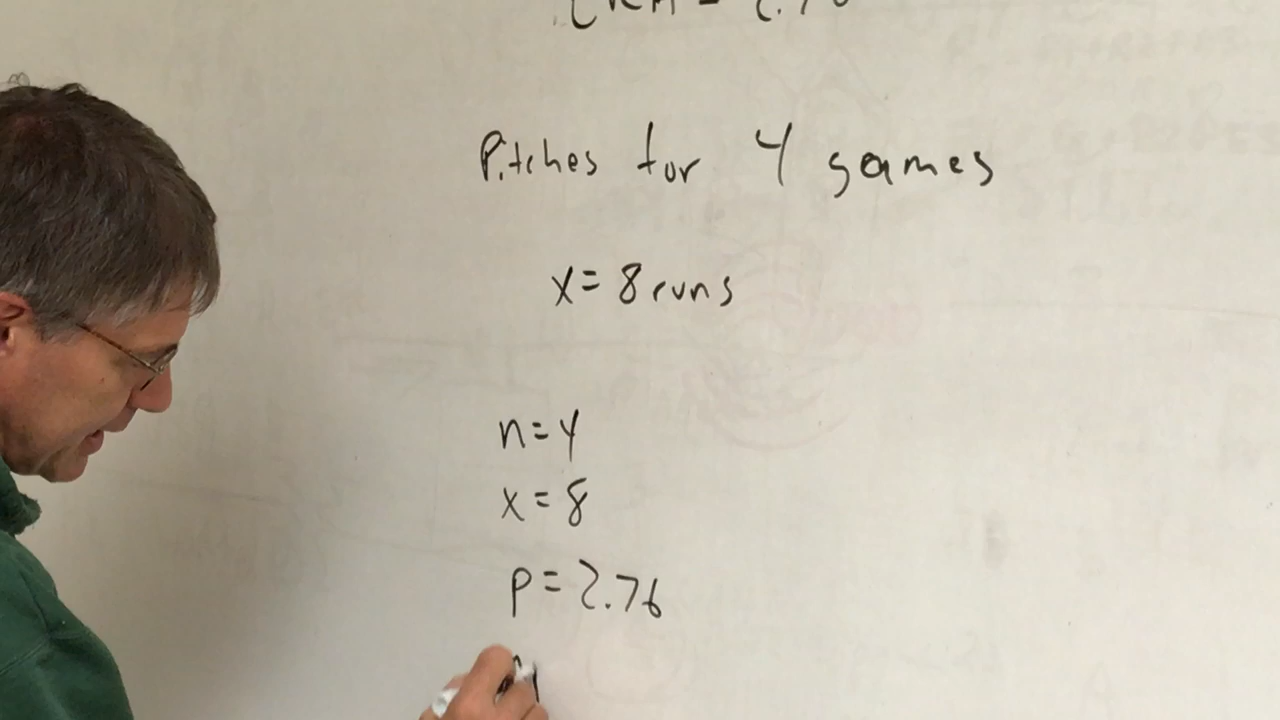 Pitches for 4 games
x=8 runs
n=4
x=8
p=2.76